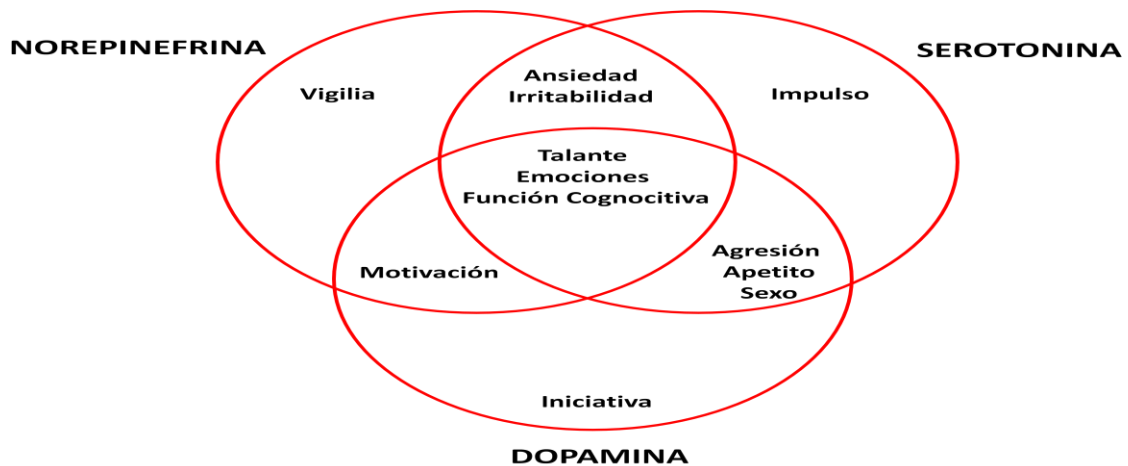 NOREPINEFRINA
SEROTONINA
Vigilia
Ansiedad
Irritabilidad
Impulso
Talante
Emociones
Función Cognocitiva
Motivación
Agresión
Apetito
Sexo
Iniciativa
DOPAMINA